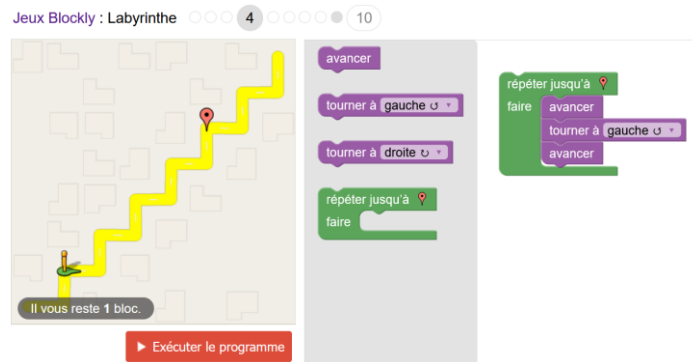 Jeux Blockly : Labyrinthe 4 10
avancer
tourner à gauche ↺
tourner à droite ↻
répéter jusqu'à
faire
répéter jusqu'à
faire avancer
tourner à gauche ↺
avancer
Il vous reste 1 bloc.
Exécuter le programme